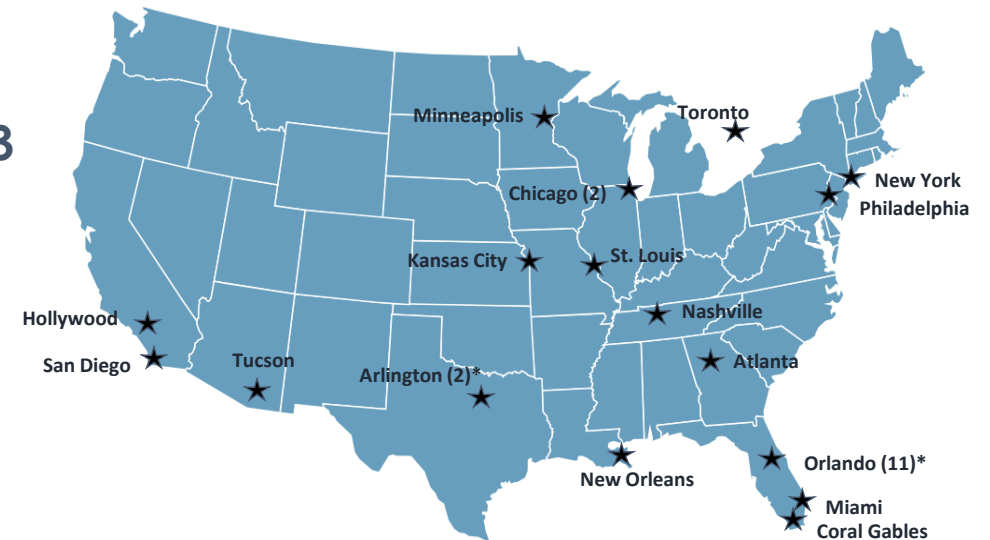 Toronto
Minneapolis
3
New York
Chicago (2)
Philadelphia
St. Louis
Kansas City
Nashville
Hollywood
Tucson
Atlanta
San Diego
Arlington (2)*
Orlando (11)*
New Orleans
Miami
Coral Gables